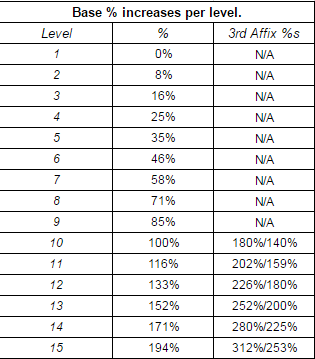 Base % increases per level.
Level % 3rd Affix %s
1 0% N/A
2 8% N/A
3 16% N/A
4 25% N/A
5 35% N/A
6 46% N/A
7 58% N/A
8 71% N/A
9 85% N/A
10 100% 180%/140%
11 116% 202%/159%
12 133% 226%/180%
13 152% 252%/200%
14 171% 280%/225%
15 194% 312%/253%